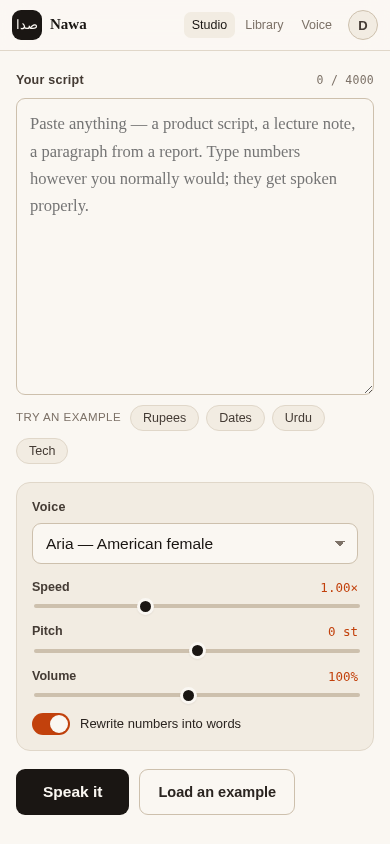 صدا Nawa Studio Library Voice D
Your script 0 / 4000
Paste anything — a product script, a lecture note,
a paragraph from a report. Type numbers
however you normally would; they get spoken
properly.
TRY AN EXAMPLE Rupees Dates Urdu
Tech
Voice
Aria — American female
Speed 1.00×
Pitch 0 st
Volume 100%
Rewrite numbers into words
Speak it Load an example